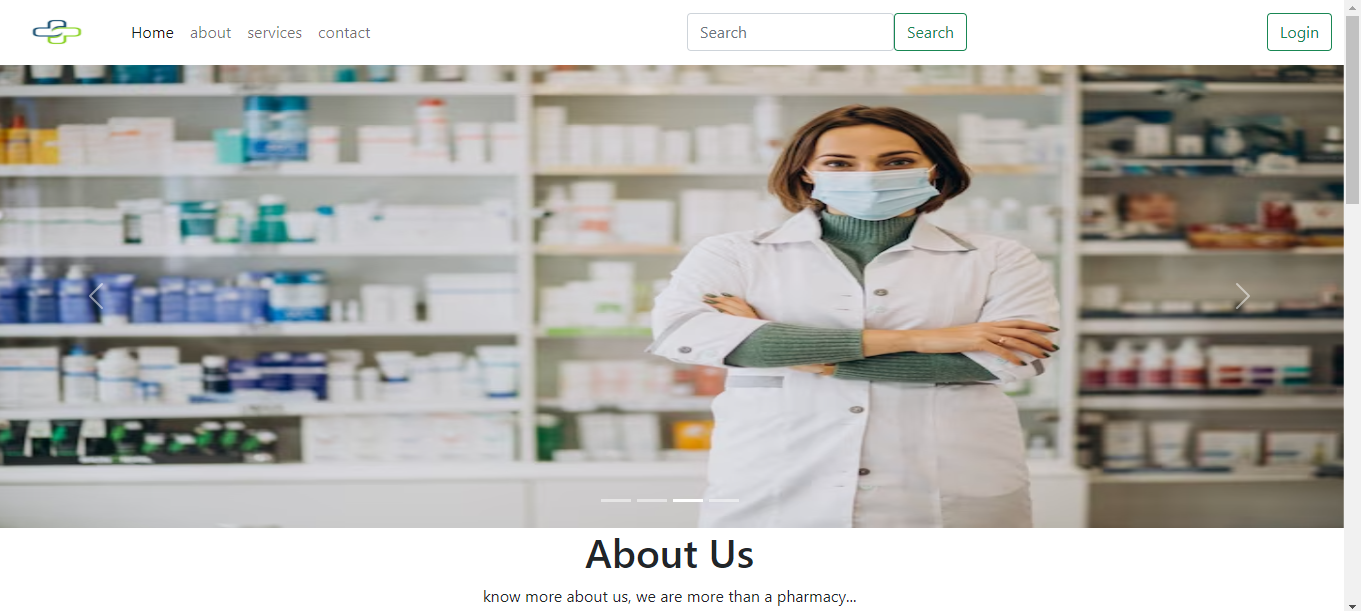 Home about services contact Search Search Login
About Us
know more about us, we are more than a pharmacy...